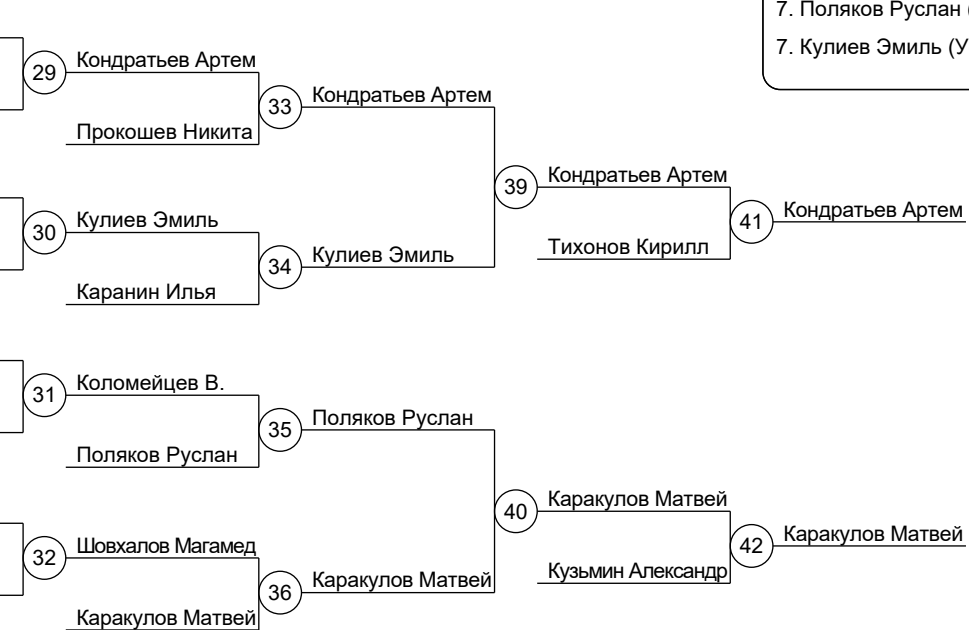 7. Поляков Руслан (
7. Кулиев Эмиль (У
29
Кондратьев Артем
33
Кондратьев Артем
Прокошев Никита
39
Кондратьев Артем
41
Кондратьев Артем
Тихонов Кирилл
30
Кулиев Эмиль
34
Кулиев Эмиль
Каранин Илья
31
Коломейцев В.
35
Поляков Руслан
Поляков Руслан
40
Каракулов Матвей
42
Каракулов Матвей
Кузьмин Александр
32
Шовхалов Магамед
36
Каракулов Матвей
Каракулов Матвей